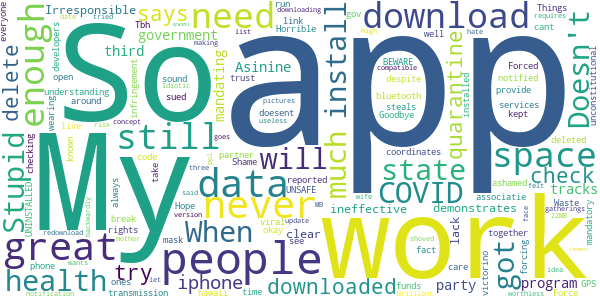 So
app
My
work
data
people
download
need
space
COVID
great
health
never
install
enough
still
will
state
When
got
Doesn't
much
Stupid
delete
quarantine
downloaded
try
iphone
check
says
Irresponsible
Tbh
government
third
developers
link
Horrible
mandating
Asinine
run
understanding
infringement
sound
sued
Idiotic
trust
doesent
useless
open
around
wearing
checking
UNINSTALLED
live
known
risk
code
partner
Shame
reported
UNSAFE
date
tried
everyone
downloading
making
list
gov
cant
Things
requires
BEWARE
Forced
compatible
notified
despite
well
high
bluetooth
provide
steals
services
Goodbye
kept
pictures
installed
unconstitutional
deleted
coordinates
tracks
program
ineffective
demonstrates
associatie
ashamed
felt
Waste
22MB
gatherings
together
forcing
victorino
GPS
Force
worthless
idea
shoved
face
wife
lack
party
clear
see
fact
funds
care
viral
okay
Hope
version
take
always
break
rights
phone
wants
mother
mask
said
update
three
let
goes
concept
MB
transmission
hawaii
time
redownload
notification
backwardly